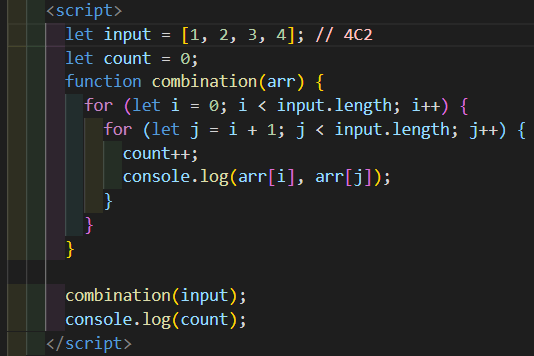 <script>
let input = [1, 2, 3, 4]; // 4C2
let count = 0;
function combination(arr) {
for (let i = 0; i < input.length; i++) {
for (let j = i + 1; j < input.length; j++) {
count++;
console.log(arr[i], arr[j]);
}
}
}
combination(input);
console.log(count);
</script>